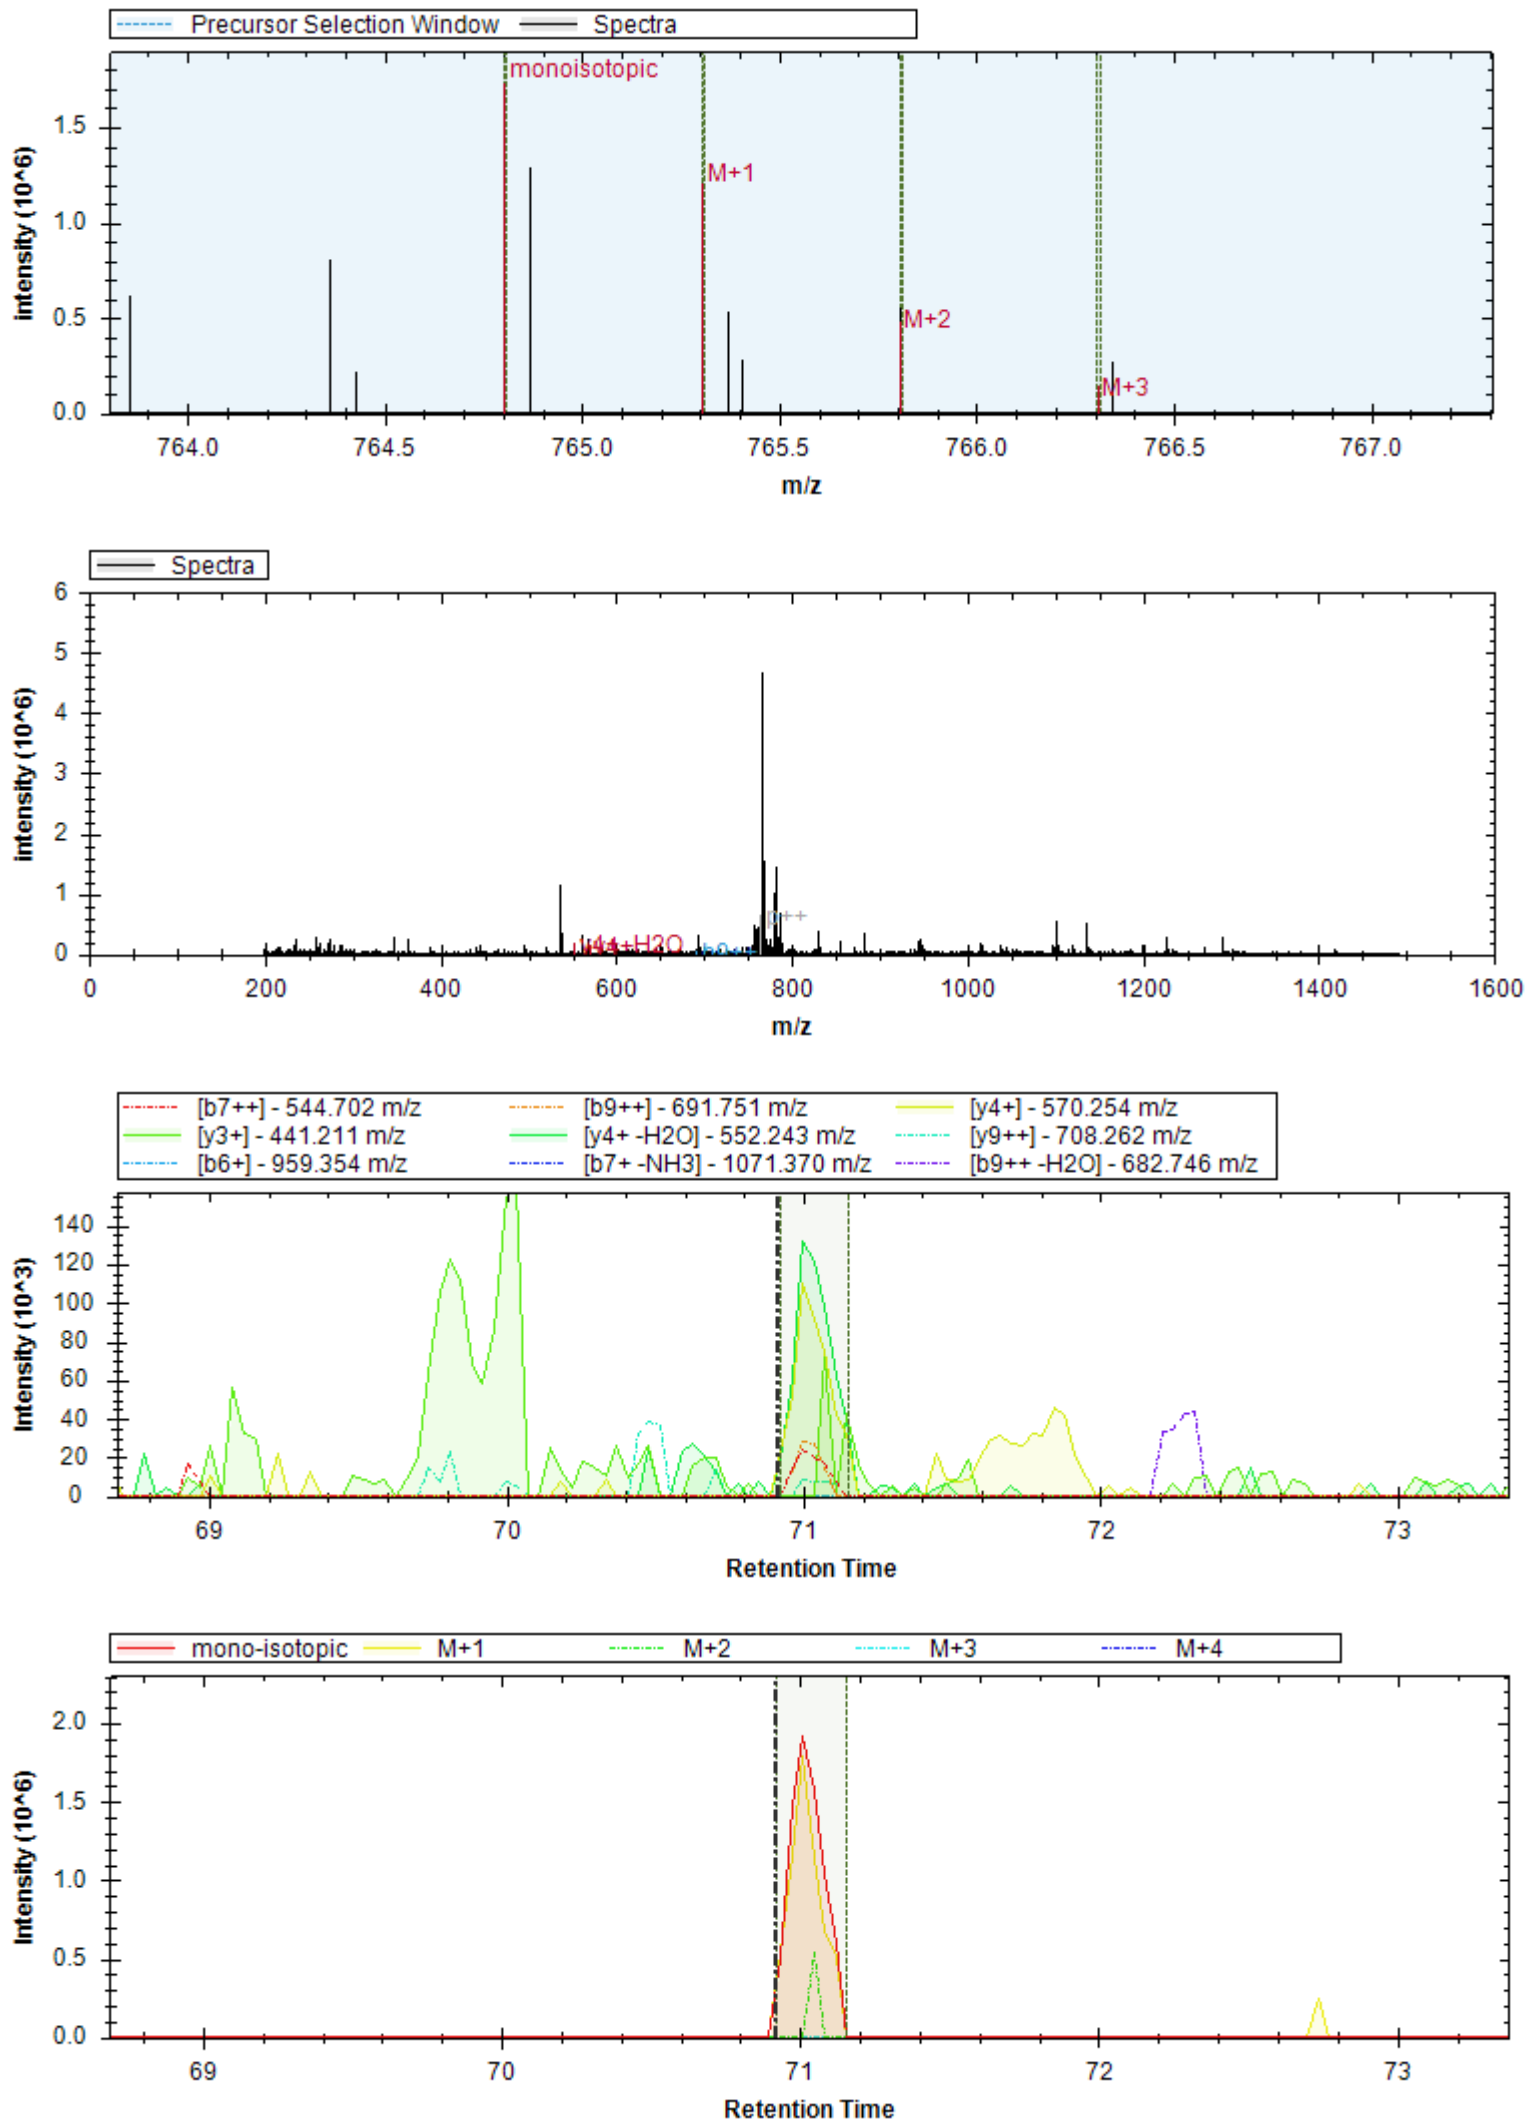 Precursor Selection Window Spectra
monoisotopic
M+1
M+2
M+3
intensity (10^6)
1.5
1.0
0.5
0.0
764.0 764.5 765.0 765.5 766.0 766.5 767.0
m/z
Spectra
intensity (10^6)
6
5
4
3
2
1
0
p++
y4+-H2O
b9++
0 200 400 600 800 1000 1200 1400 1600
m/z
[b7++] - 544.702 m/z [b9++] - 691.751 m/z [y4+] - 570.254 m/z
[y3+] - 441.211 m/z [y4+ -H2O] - 552.243 m/z [y9++] - 708.262 m/z
[b6+] - 959.354 m/z [b7+ -NH3] - 1071.370 m/z [b9++ -H2O] - 682.746 m/z
Intensity (10^3)
140
120
100
80
60
40
20
0
69 70 71 72 73
Retention Time
mono-isotopic M+1 M+2 M+3 M+4
Intensity (10^6)
2.0
1.5
1.0
0.5
0.0
69 70 71 72 73
Retention Time